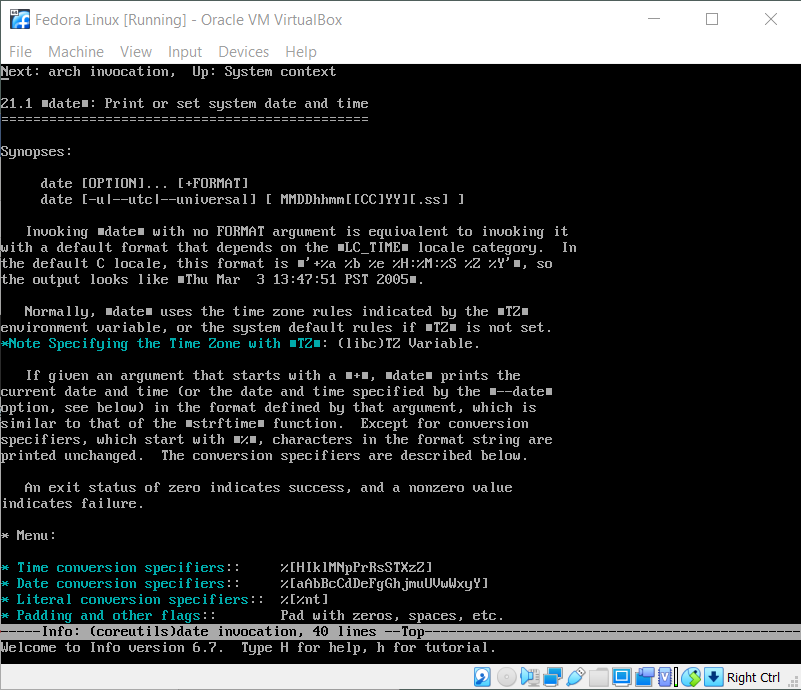 Fedora Linux [Running] - Oracle VM VirtualBox
File Machine View Input Devices Help
Next: arch invocation,  Up: System context
21.1 ■date■: Print or set system date and time
==============================================
Synopses:
date [OPTION]... [+FORMAT]
date [-u|--utc|--universal] [ MMDDhhmm[[CC]YY][.ss] ]
Invoking ■date■ with no FORMAT argument is equivalent to invoking it
with a default format that depends on the ■LC_TIME■ locale category.  In
the default C locale, this format is ■'+%a %b %e %H:%M:%S %Z %Y'■, so
the output looks like ■Thu Mar  3 13:47:51 PST 2005■.
Normally, ■date■ uses the time zone rules indicated by the ■TZ■
environment variable, or the system default rules if ■TZ■ is not set.
*Note Specifying the Time Zone with ■TZ■: (libc)TZ Variable.
If given an argument that starts with a ■+■, ■date■ prints the
current date and time (or the date and time specified by the ■--date■
option, see below) in the format defined by that argument, which is
similar to that of the ■strftime■ function.  Except for conversion
specifiers, which start with ■%■, characters in the format string are
printed unchanged.  The conversion specifiers are described below.
An exit status of zero indicates success, and a nonzero value
indicates failure.
* Menu:
* Time conversion specifiers::     %[HIklMNpPrRsSTXzZ]
* Date conversion specifiers::     %[aAbBcCdDeFgGhjmuUVwWxyY]
* Literal conversion specifiers::  %[%nt]
* Padding and other flags::        Pad with zeros, spaces, etc.
-----Info: (coreutils)date invocation, 40 lines --Top-----
Welcome to Info version 6.7.  Type H for help, h for tutorial.
Right Ctrl